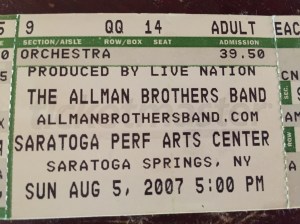 9 QQ 14 ADULT
SECTION/AISLE ROW/BOX SEAT ADMISSION
ORCHESTRA 39.50
PRODUCED BY LIVE NATION
THE ALLMAN BROTHERS BAND
ALLMANBROTHERSBAND.COM
SARATOGA PERF ARTS CENTER
SARATOGA SPRINGS, NY
SUN AUG 5, 2007 5:00 PM